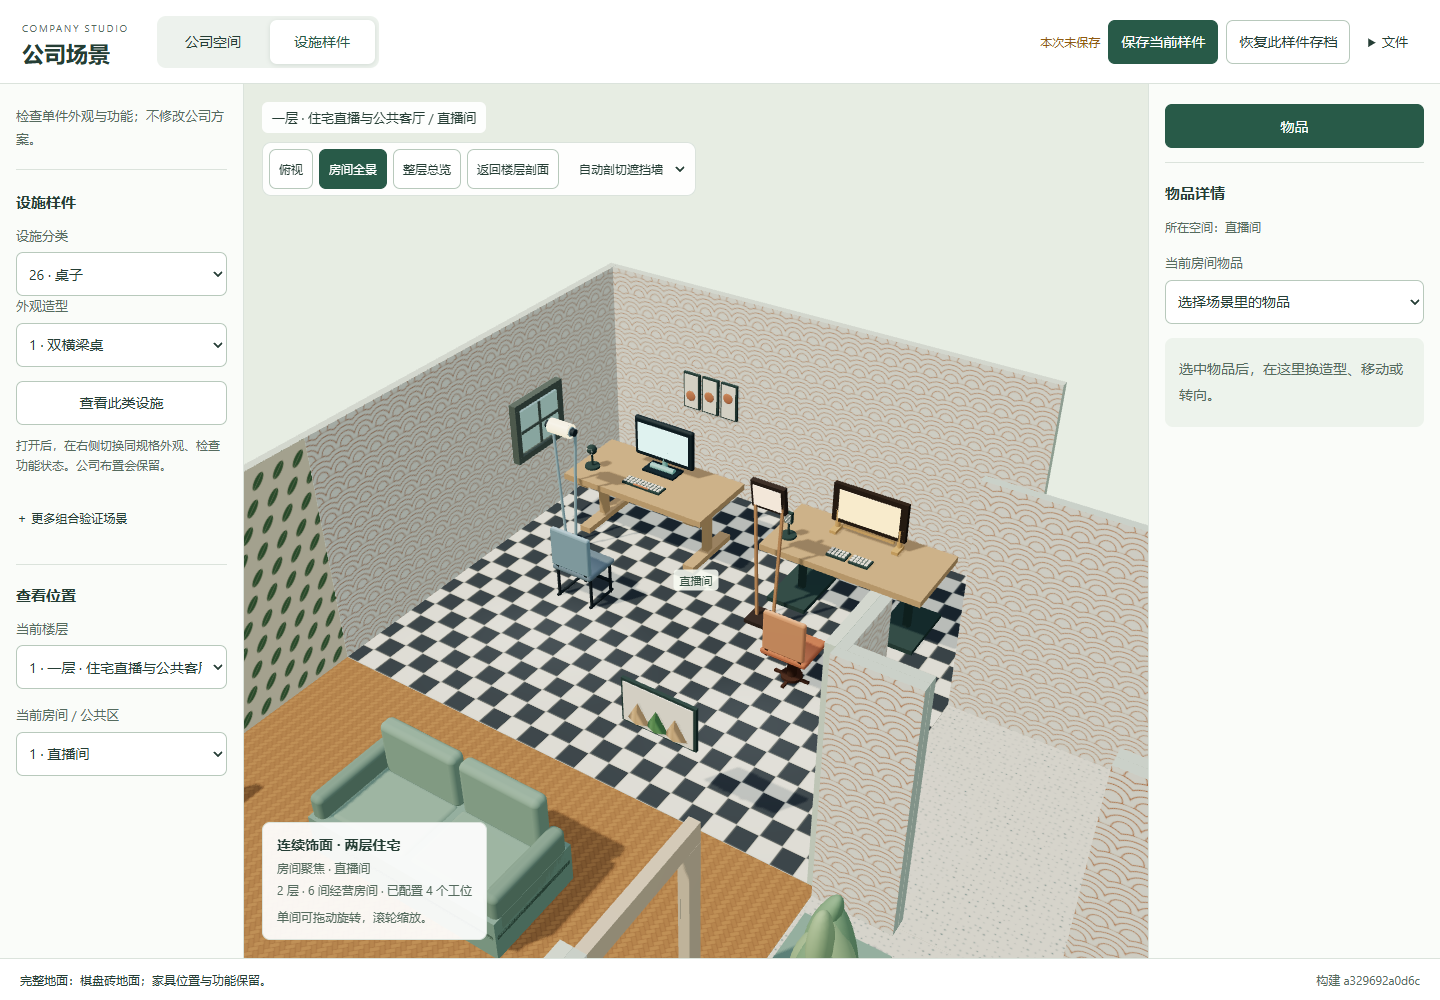 COMPANY STUDIO
公司场景
公司空间
设施样件
本次未保存
保存当前样件
恢复此样件存档
▶ 文件
检查单件外观与功能；不修改公司方
案。
设施样件
设施分类
26 · 桌子
外观造型
1 · 双横梁桌
查看此类设施
打开后，在右侧切换同规格外观、检查
功能状态。公司布置会保留。
+ 更多组合验证场景
查看位置
当前楼层
1 · 一层 · 住宅直播与公共客厅
当前房间 / 公共区
1 · 直播间
一层 · 住宅直播与公共客厅 / 直播间
俯视
房间全景
整层总览
返回楼层剖面
自动剖切遮挡墙
直播间
连续饰面 · 两层住宅
房间聚焦 · 直播间
2 层 · 6 间经营房间 · 已配置 4 个工位
单间可拖动旋转，滚轮缩放。
物品
物品详情
所在空间：直播间
当前房间物品
选择场景里的物品
选中物品后，在这里换造型、移动或
转向。
完整地面：棋盘砖地面；家具位置与功能保留。
构建 a329692a0d6c